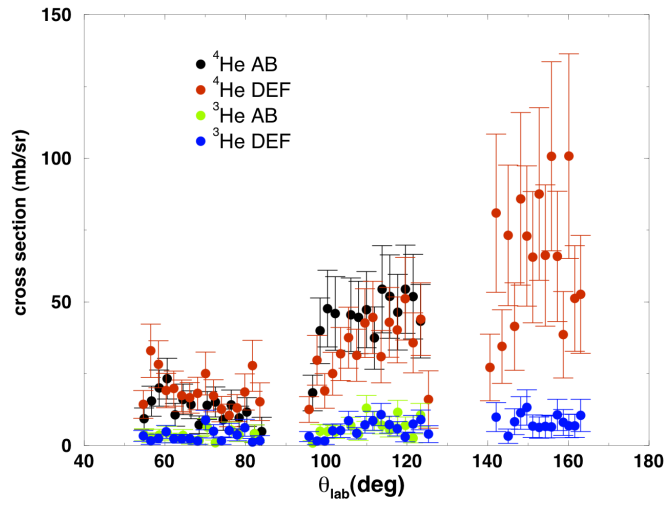 150
100
50
0
cross section (mb/sr)
⁴He AB
⁴He DEF
³He AB
³He DEF
40 60 80 100 120 140 160 180
θlab(deg)